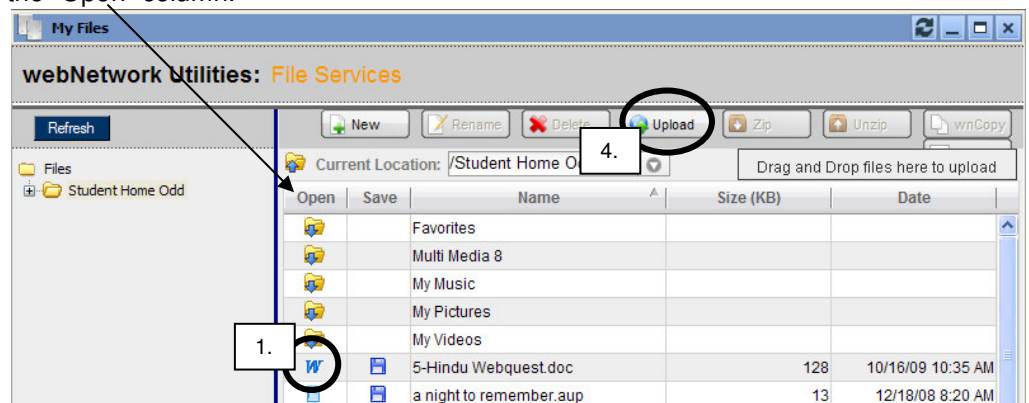 the "Open" column.
My Files
webNetwork Utilities: File Services
Refresh
New Rename Delete Upload Zip Unzip wnCopy
4.
Current Location: /Student Home O
Drag and Drop files here to upload
Files
Student Home Odd
Open Save Name Size (KB) Date
Favorites
Multi Media 8
My Music
My Pictures
My Videos
1.
W 5-Hindu Webquest.doc 128 10/16/09 10:35 AM
a night to remember.aup 13 12/18/08 8:20 AM